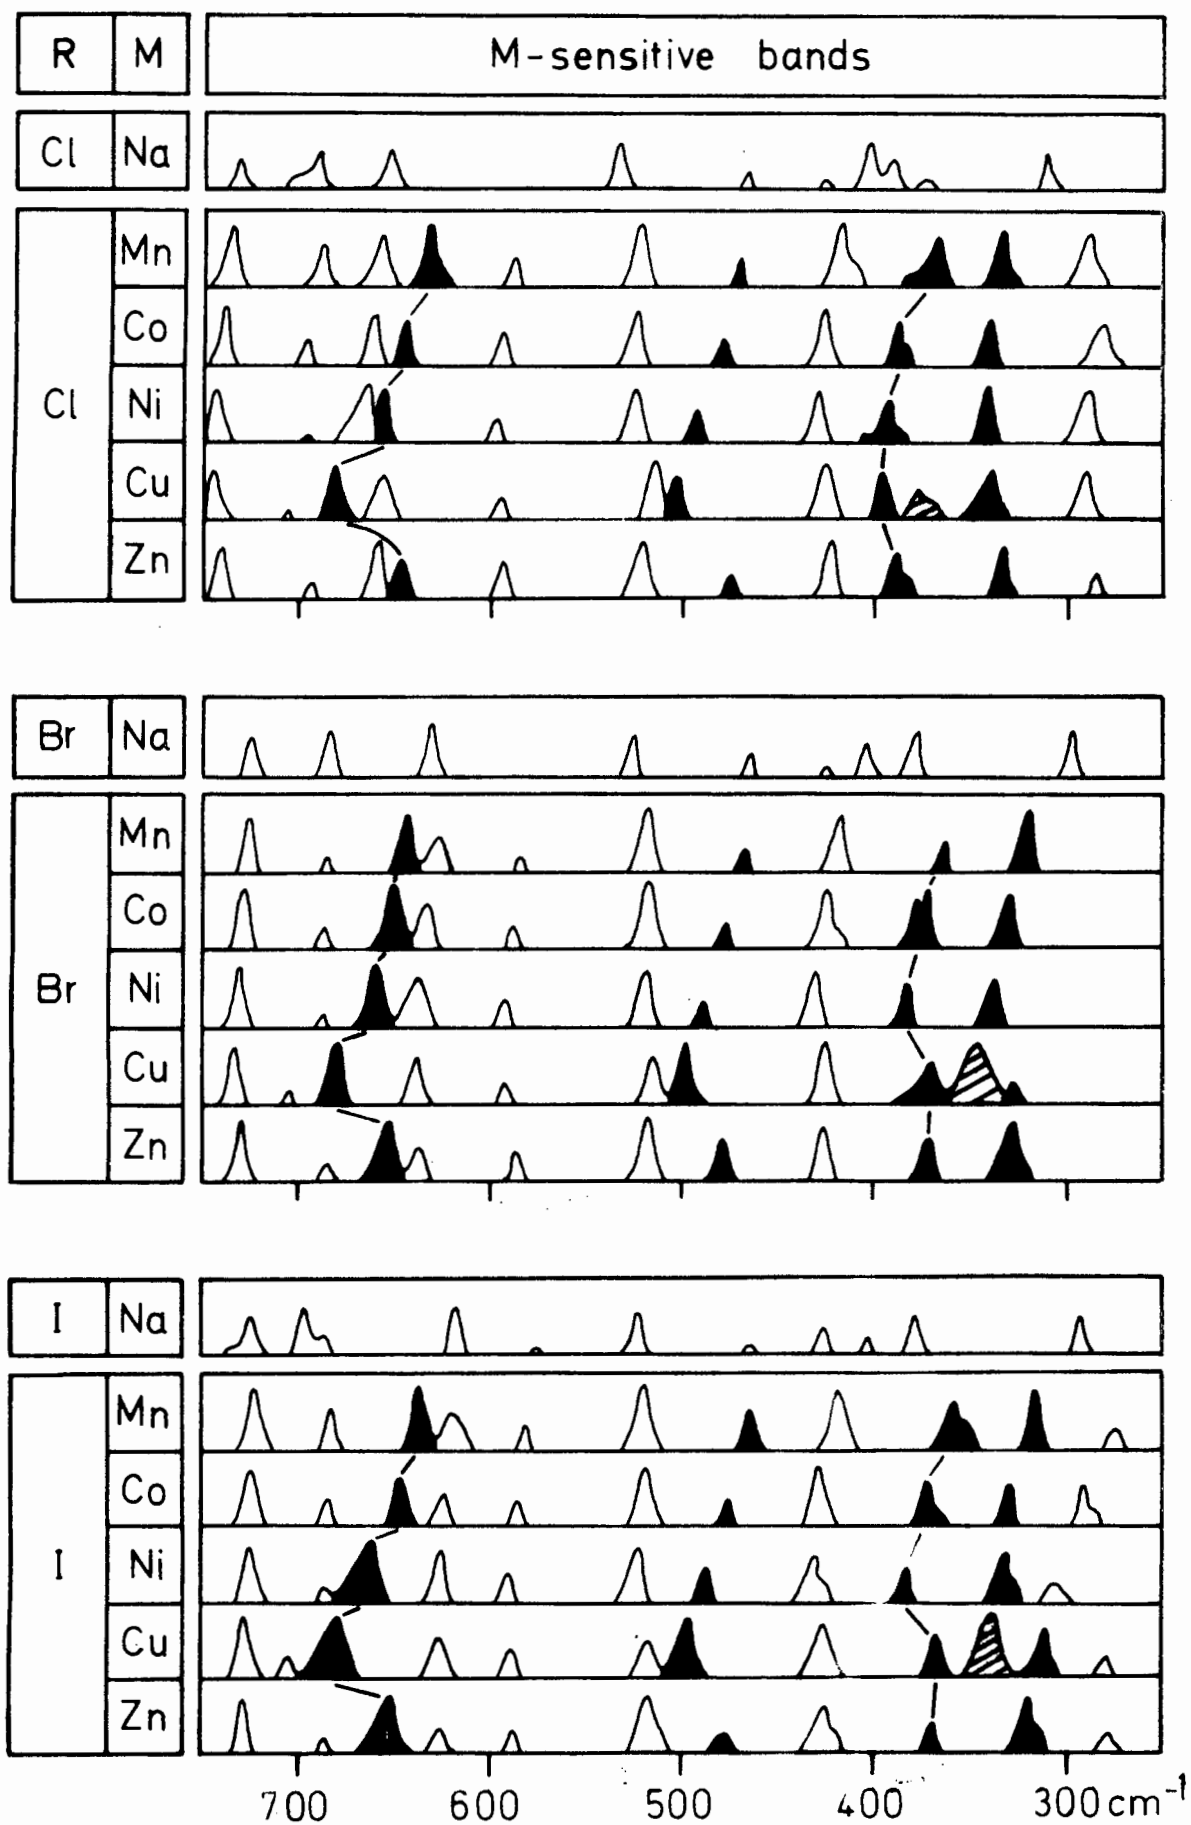 R M M-sensitive bands
Cl Na
Mn
Co
Cl Ni
Cu
Zn
Br Na
Mn
Co
Br Ni
Cu
Zn
I Na
Mn
Co
I Ni
Cu
Zn
700 600 500 400 300 cm⁻¹